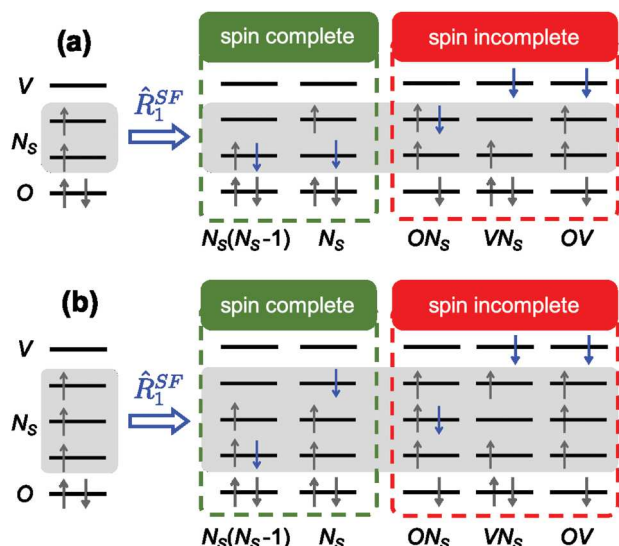 (a)
spin complete
spin incomplete
V
N_S
O
R̂₁^SF
N_S(N_S-1)
N_S
ON_S
VN_S
OV
(b)
spin complete
spin incomplete
V
N_S
O
R̂₁^SF
N_S(N_S-1)
N_S
ON_S
VN_S
OV